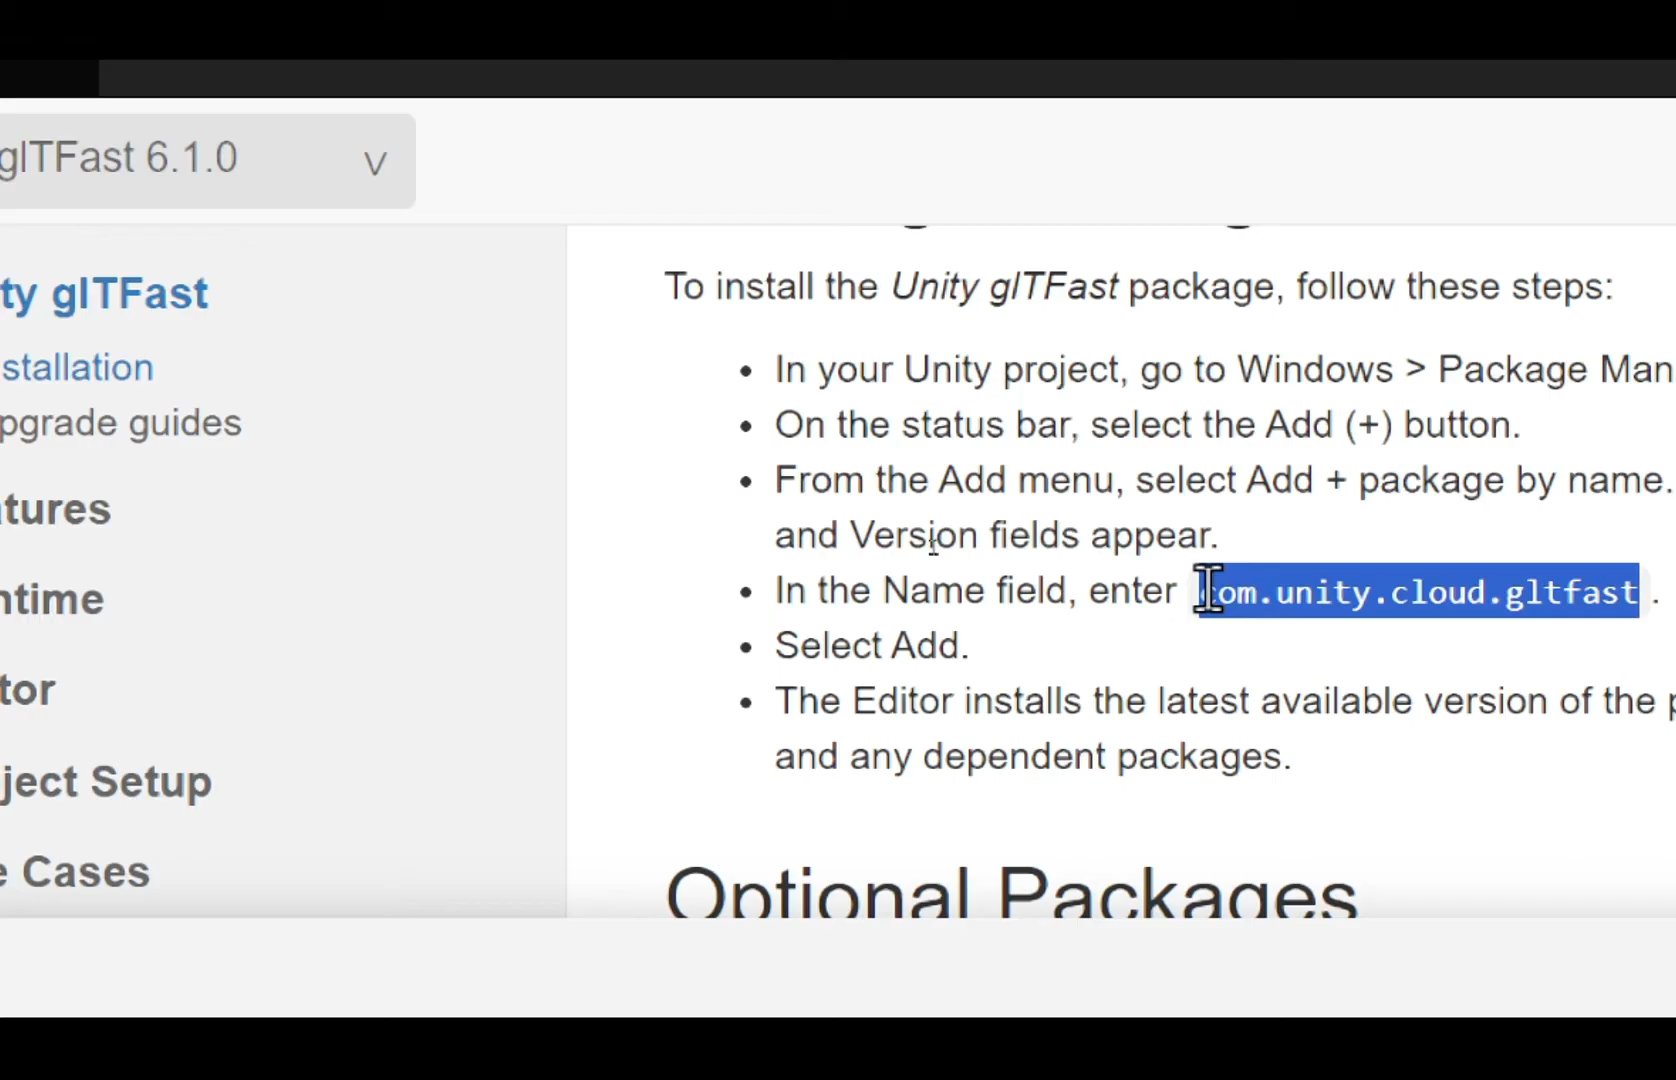 glTFast 6.1.0
ty glTFast
stallation
pgrade guides
tures
ntime
tor
ject Setup
e Cases
To install the Unity glTFast package, follow these steps:
• In your Unity project, go to Windows > Package Man
• On the status bar, select the Add (+) button.
• From the Add menu, select Add + package by name.
and Version fields appear.
• In the Name field, enter com.unity.cloud.gltfast .
• Select Add.
• The Editor installs the latest available version of the p
and any dependent packages.
Optional Packages